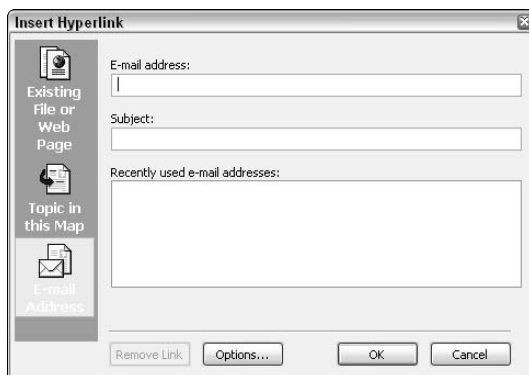 Insert Hyperlink
Existing
File or
Web
Page
Topic in
this Map
E-mail
Address
E-mail address:
Subject:
Recently used e-mail addresses:
Remove Link
Options...
OK
Cancel